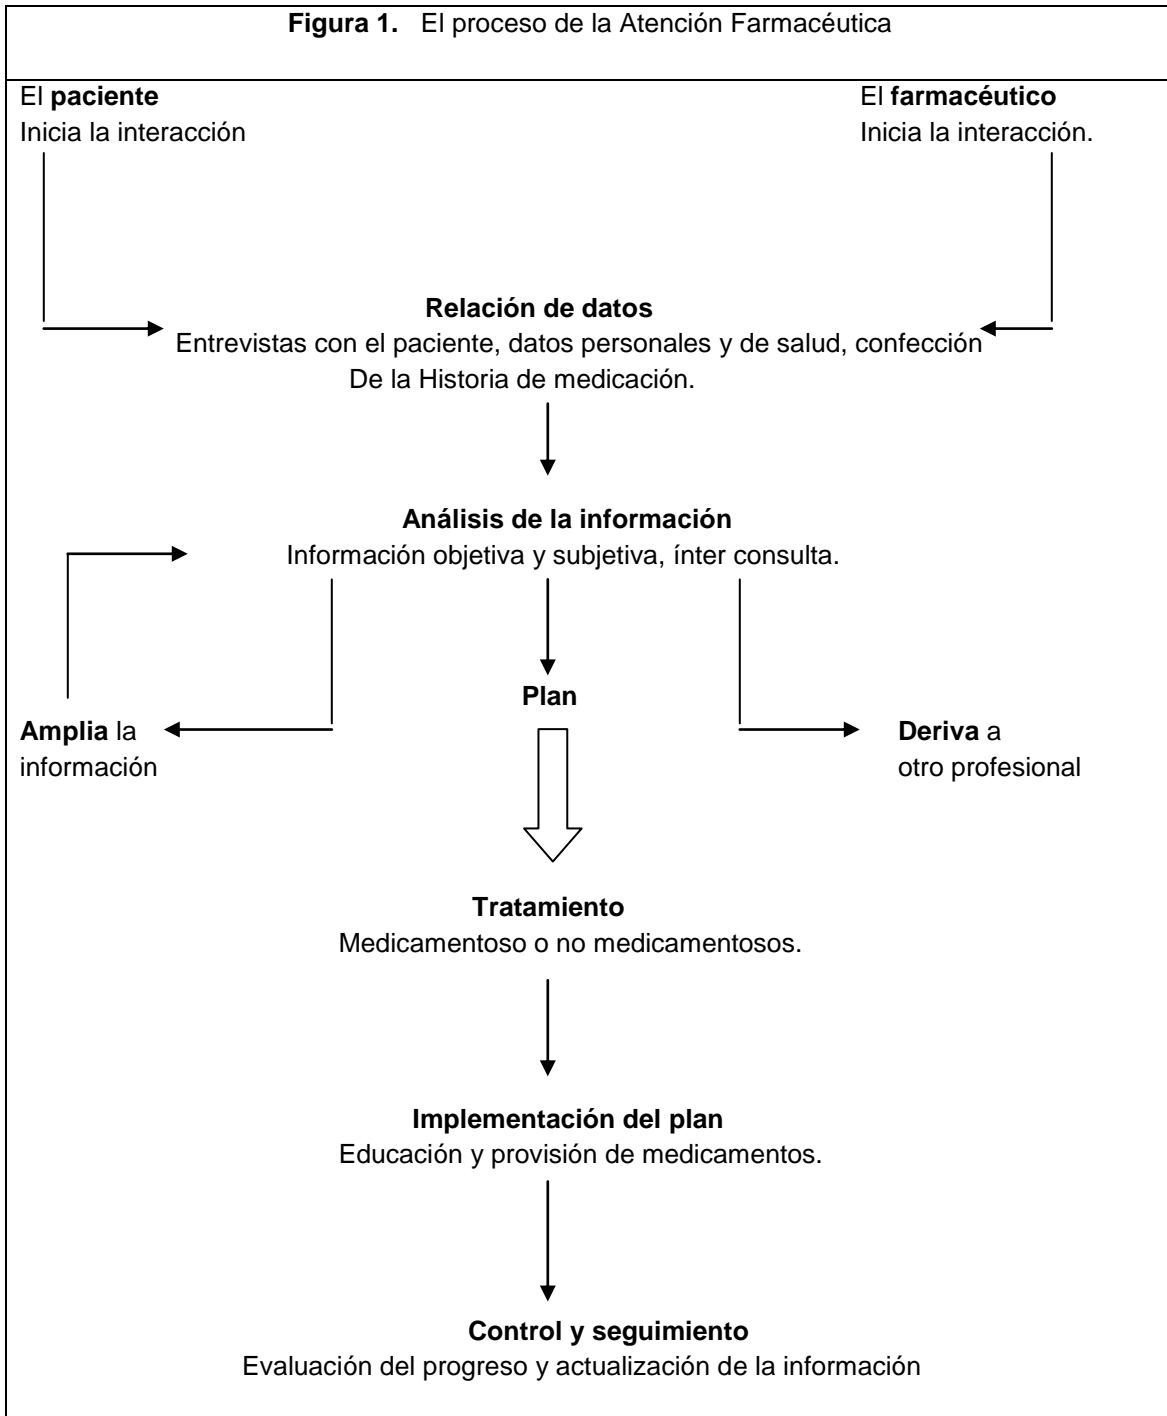 Figura 1. El proceso de la Atención Farmacéutica
El paciente
Inicia la interacción
El farmacéutico
Inicia la interacción.
Relación de datos
Entrevistas con el paciente, datos personales y de salud, confección
De la Historia de medicación.
Análisis de la información
Información objetiva y subjetiva, ínter consulta.
Plan
Amplia la
información
Deriva a
otro profesional
Tratamiento
Medicamentoso o no medicamentosos.
Implementación del plan
Educación y provisión de medicamentos.
Control y seguimiento
Evaluación del progreso y actualización de la información